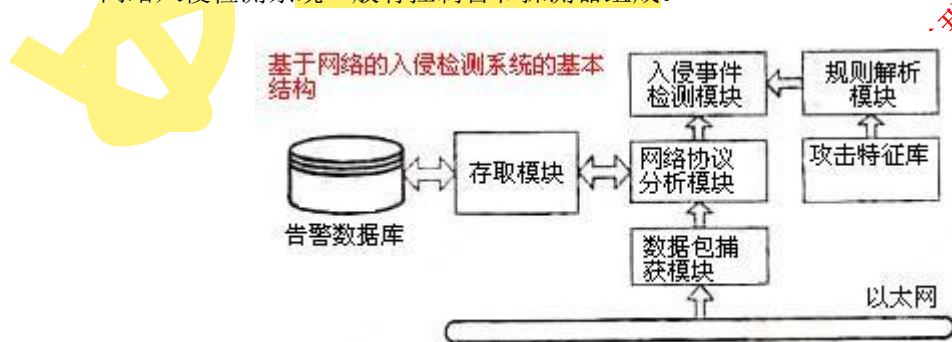 基于网络的入侵检测系统的基本
结构
入侵事件
检测模块
规则解析
模块
告警数据库
存取模块
网络协议
分析模块
攻击特征库
数据包捕
获模块
以太网